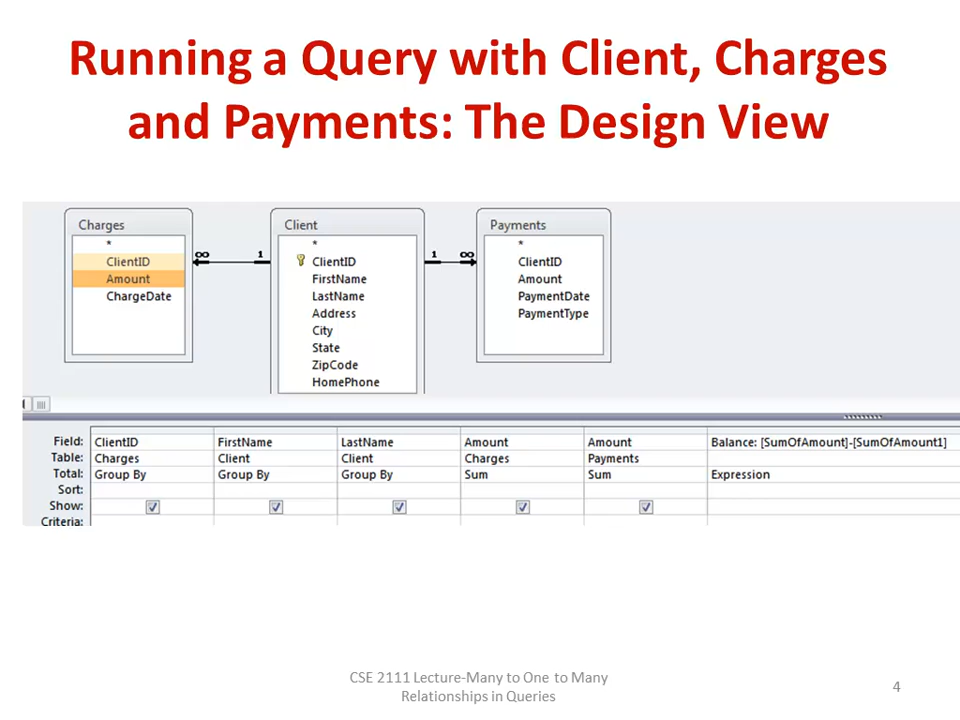 Running a Query with Client, Charges
and Payments: The Design View
Charges
*
ClientID
Amount
ChargeDate
∞ 1
Client
*
ClientID
FirstName
LastName
Address
City
State
ZipCode
HomePhone
1 ∞
Payments
*
ClientID
Amount
PaymentDate
PaymentType
Field: ClientID FirstName LastName Amount Amount Balance: [SumOfAmount]-[SumOfAmount1]
Table: Charges Client Client Charges Payments
Total: Group By Group By Group By Sum Sum Expression
Sort:
Show:
Criteria:
CSE 2111 Lecture-Many to One to Many
Relationships in Queries
4